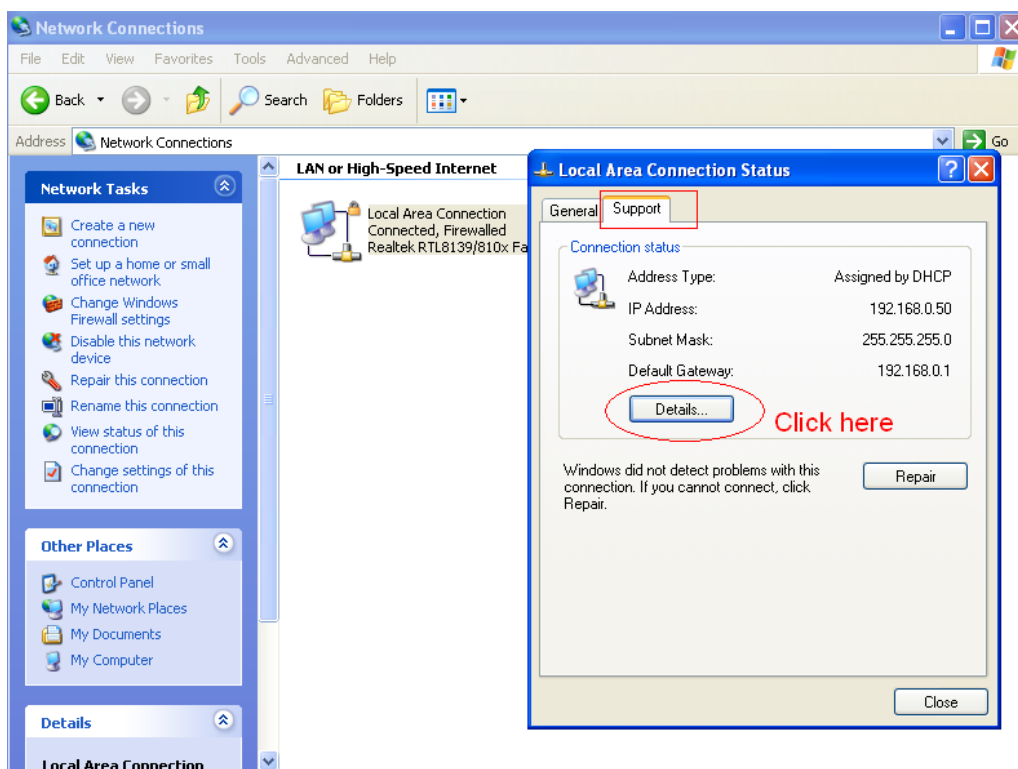 Network Connections
File Edit View Favorites Tools Advanced Help
Back Search Folders
Address Network Connections Go
Network Tasks
Create a new
connection
Set up a home or small
office network
Change Windows
Firewall settings
Disable this network
device
Repair this connection
Rename this connection
View status of this
connection
Change settings of this
connection
Other Places
Control Panel
My Network Places
My Documents
My Computer
Details
Local Area Connection
LAN or High-Speed Internet
Local Area Connection
Connected, Firewalled
Realtek RTL8139/810x Fa
Local Area Connection Status
General Support
Connection status
Address Type: Assigned by DHCP
IP Address: 192.168.0.50
Subnet Mask: 255.255.255.0
Default Gateway: 192.168.0.1
Details...
Click here
Windows did not detect problems with this
connection. If you cannot connect, click
Repair.
Repair
Close